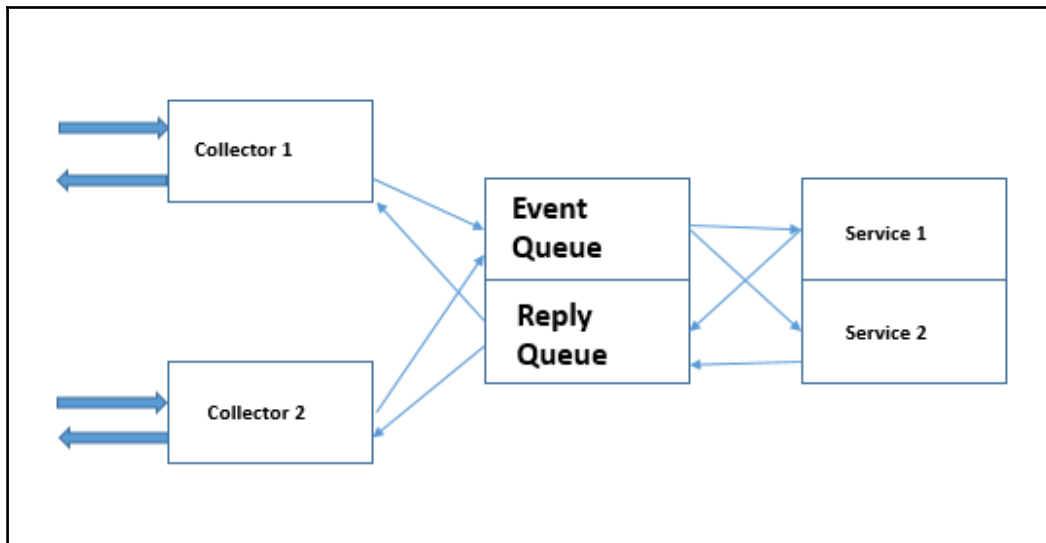 Collector 1
Event
Queue
Service 1
Reply
Queue
Service 2
Collector 2